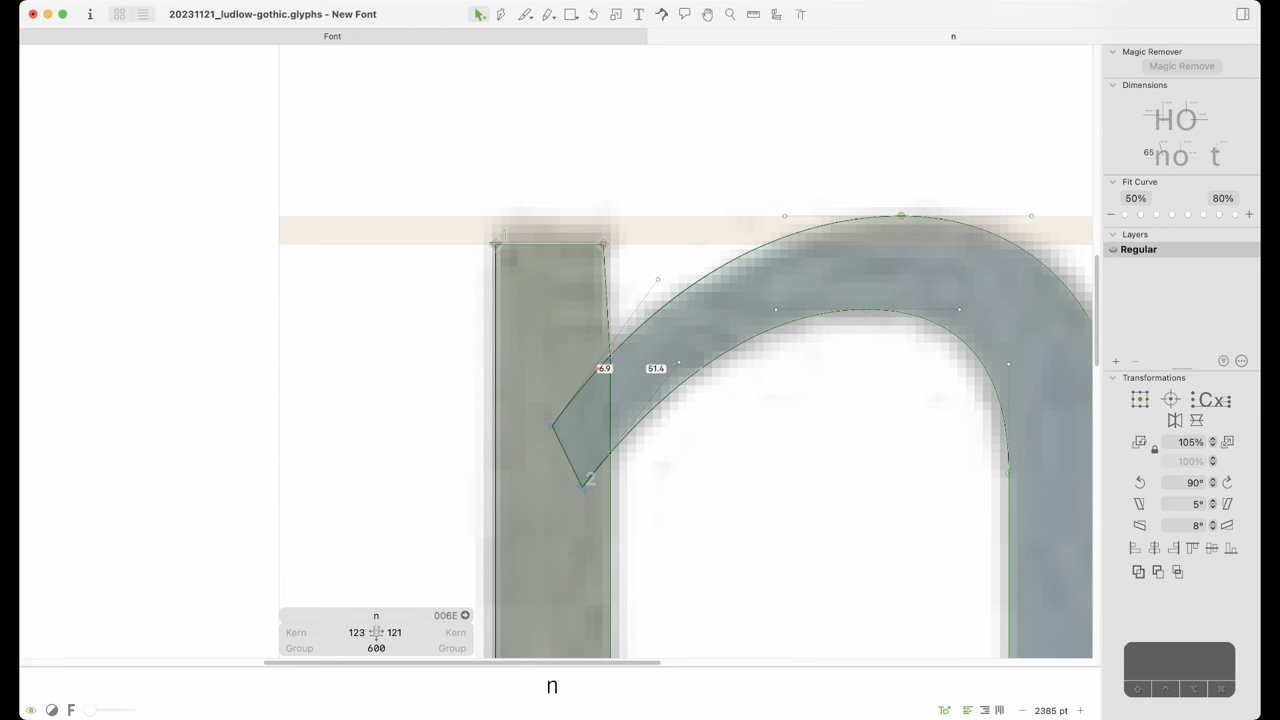 20231121_ludlow-gothic.glyphs - New Font
Font
n
Magic Remover
Magic Remove
Dimensions
HO
65 no t
Fit Curve
50% 80%
Layers
Regular
1
-6.9 51.4
2
Transformations
105%
100%
90°
5°
8°
n 006E
Kern 123 121 Kern
Group 600 Group
n
F
2385 pt